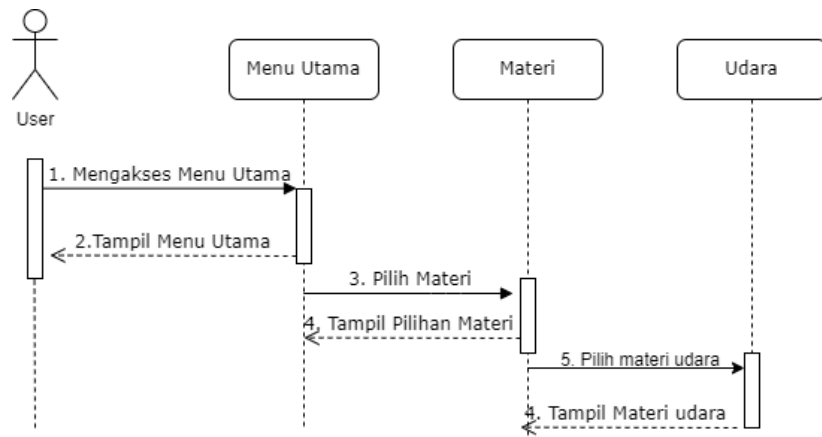 User
Menu Utama
Materi
Udara
1. Mengakses Menu Utama
2.Tampil Menu Utama
3. Pilih Materi
4, Tampil Pilihan Materi
5. Pilih materi udara
4. Tampil Materi udara